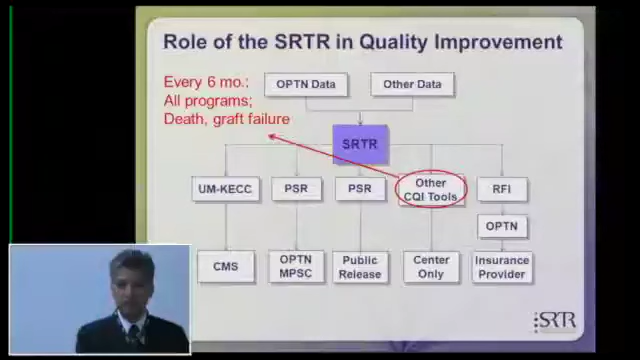 Role of the SRTR in Quality Improvement
Every 6 mo.;
All programs;
Death, graft failure
OPTN Data
Other Data
SRTR
UM-KECC
PSR
PSR
Other
CQI Tools
RFI
OPTN
CMS
OPTN
MPSC
Public
Release
Center
Only
Insurance
Provider
SRTR